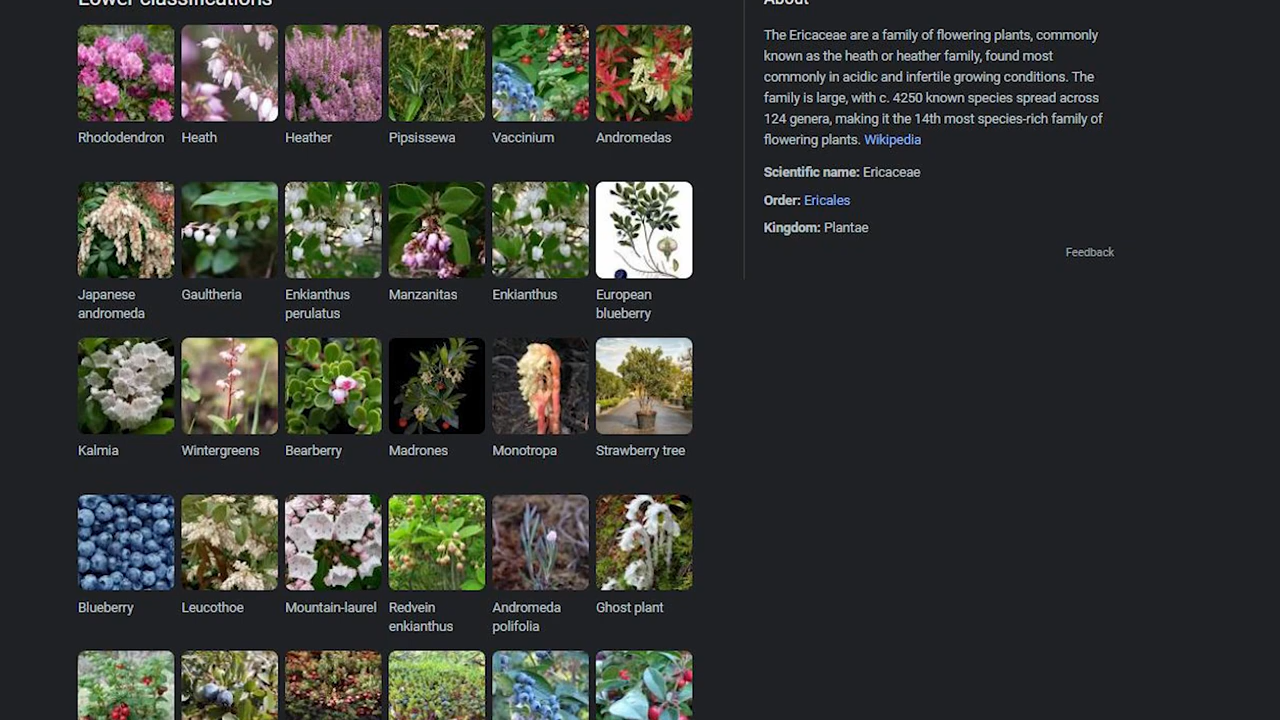 Lower classifications
Rhododendron
Heath
Heather
Pipsissewa
Vaccinium
Andromedas
Japanese
andromeda
Gaultheria
Enkianthus
perulatus
Manzanitas
Enkianthus
European
blueberry
Kalmia
Wintergreens
Bearberry
Madrones
Monotropa
Strawberry tree
Blueberry
Leucothoe
Mountain-laurel
Redvein
enkianthus
Andromeda
polifolia
Ghost plant
About
The Ericaceae are a family of flowering plants, commonly
known as the heath or heather family, found most
commonly in acidic and infertile growing conditions. The
family is large, with c. 4250 known species spread across
124 genera, making it the 14th most species-rich family of
flowering plants. Wikipedia
Scientific name: Ericaceae
Order: Ericales
Kingdom: Plantae
Feedback